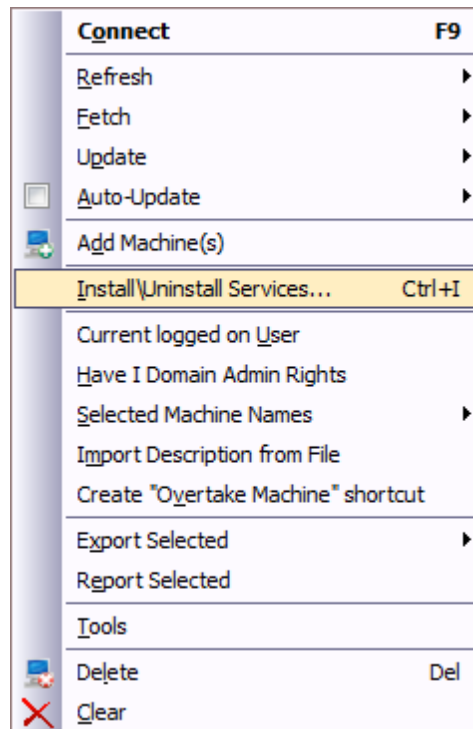 Connect F9
Refresh
Fetch
Update
Auto-Update
Add Machine(s)
Install\Uninstall Services... Ctrl+I
Current logged on User
Have I Domain Admin Rights
Selected Machine Names
Import Description from File
Create "Overtake Machine" shortcut
Export Selected
Report Selected
Tools
Delete Del
Clear